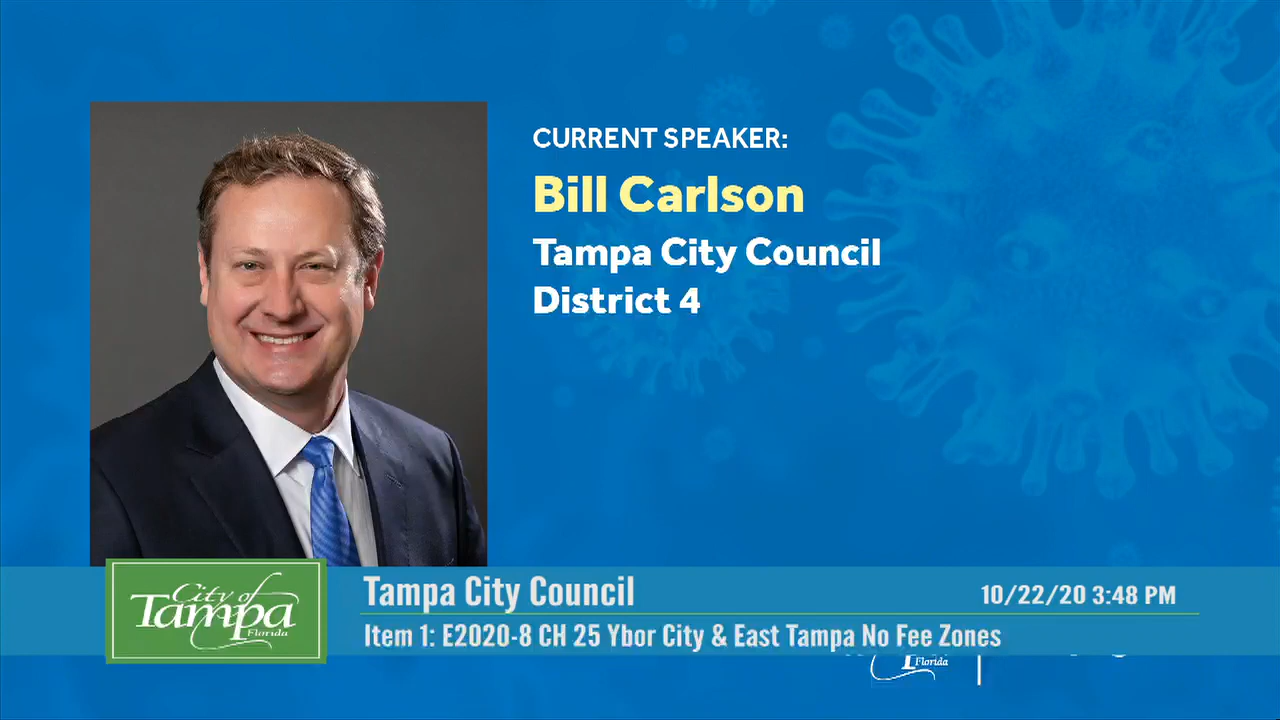 CURRENT SPEAKER:
Bill Carlson
Tampa City Council
District 4
City of
Tampa
Florida
Tampa City Council
10/22/20 3:48 PM
Item 1: E2020-8 CH 25 Ybor City & East Tampa No Fee Zones
Florida